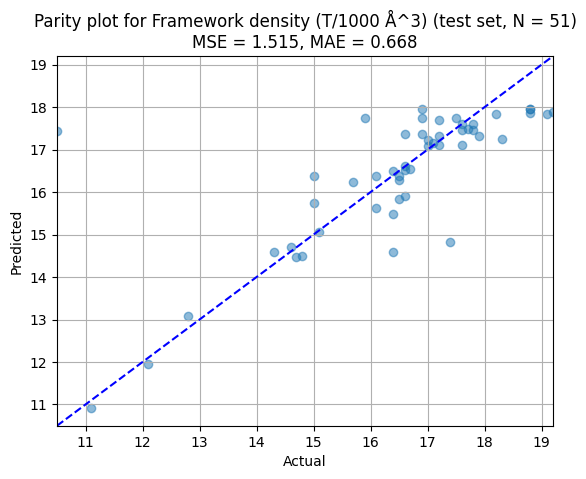 Parity plot for Framework density (T/1000 Å^3) (test set, N = 51)
MSE = 1.515, MAE = 0.668
19
18
17
16
15
14
13
12
11
Predicted
11 12 13 14 15 16 17 18 19
Actual